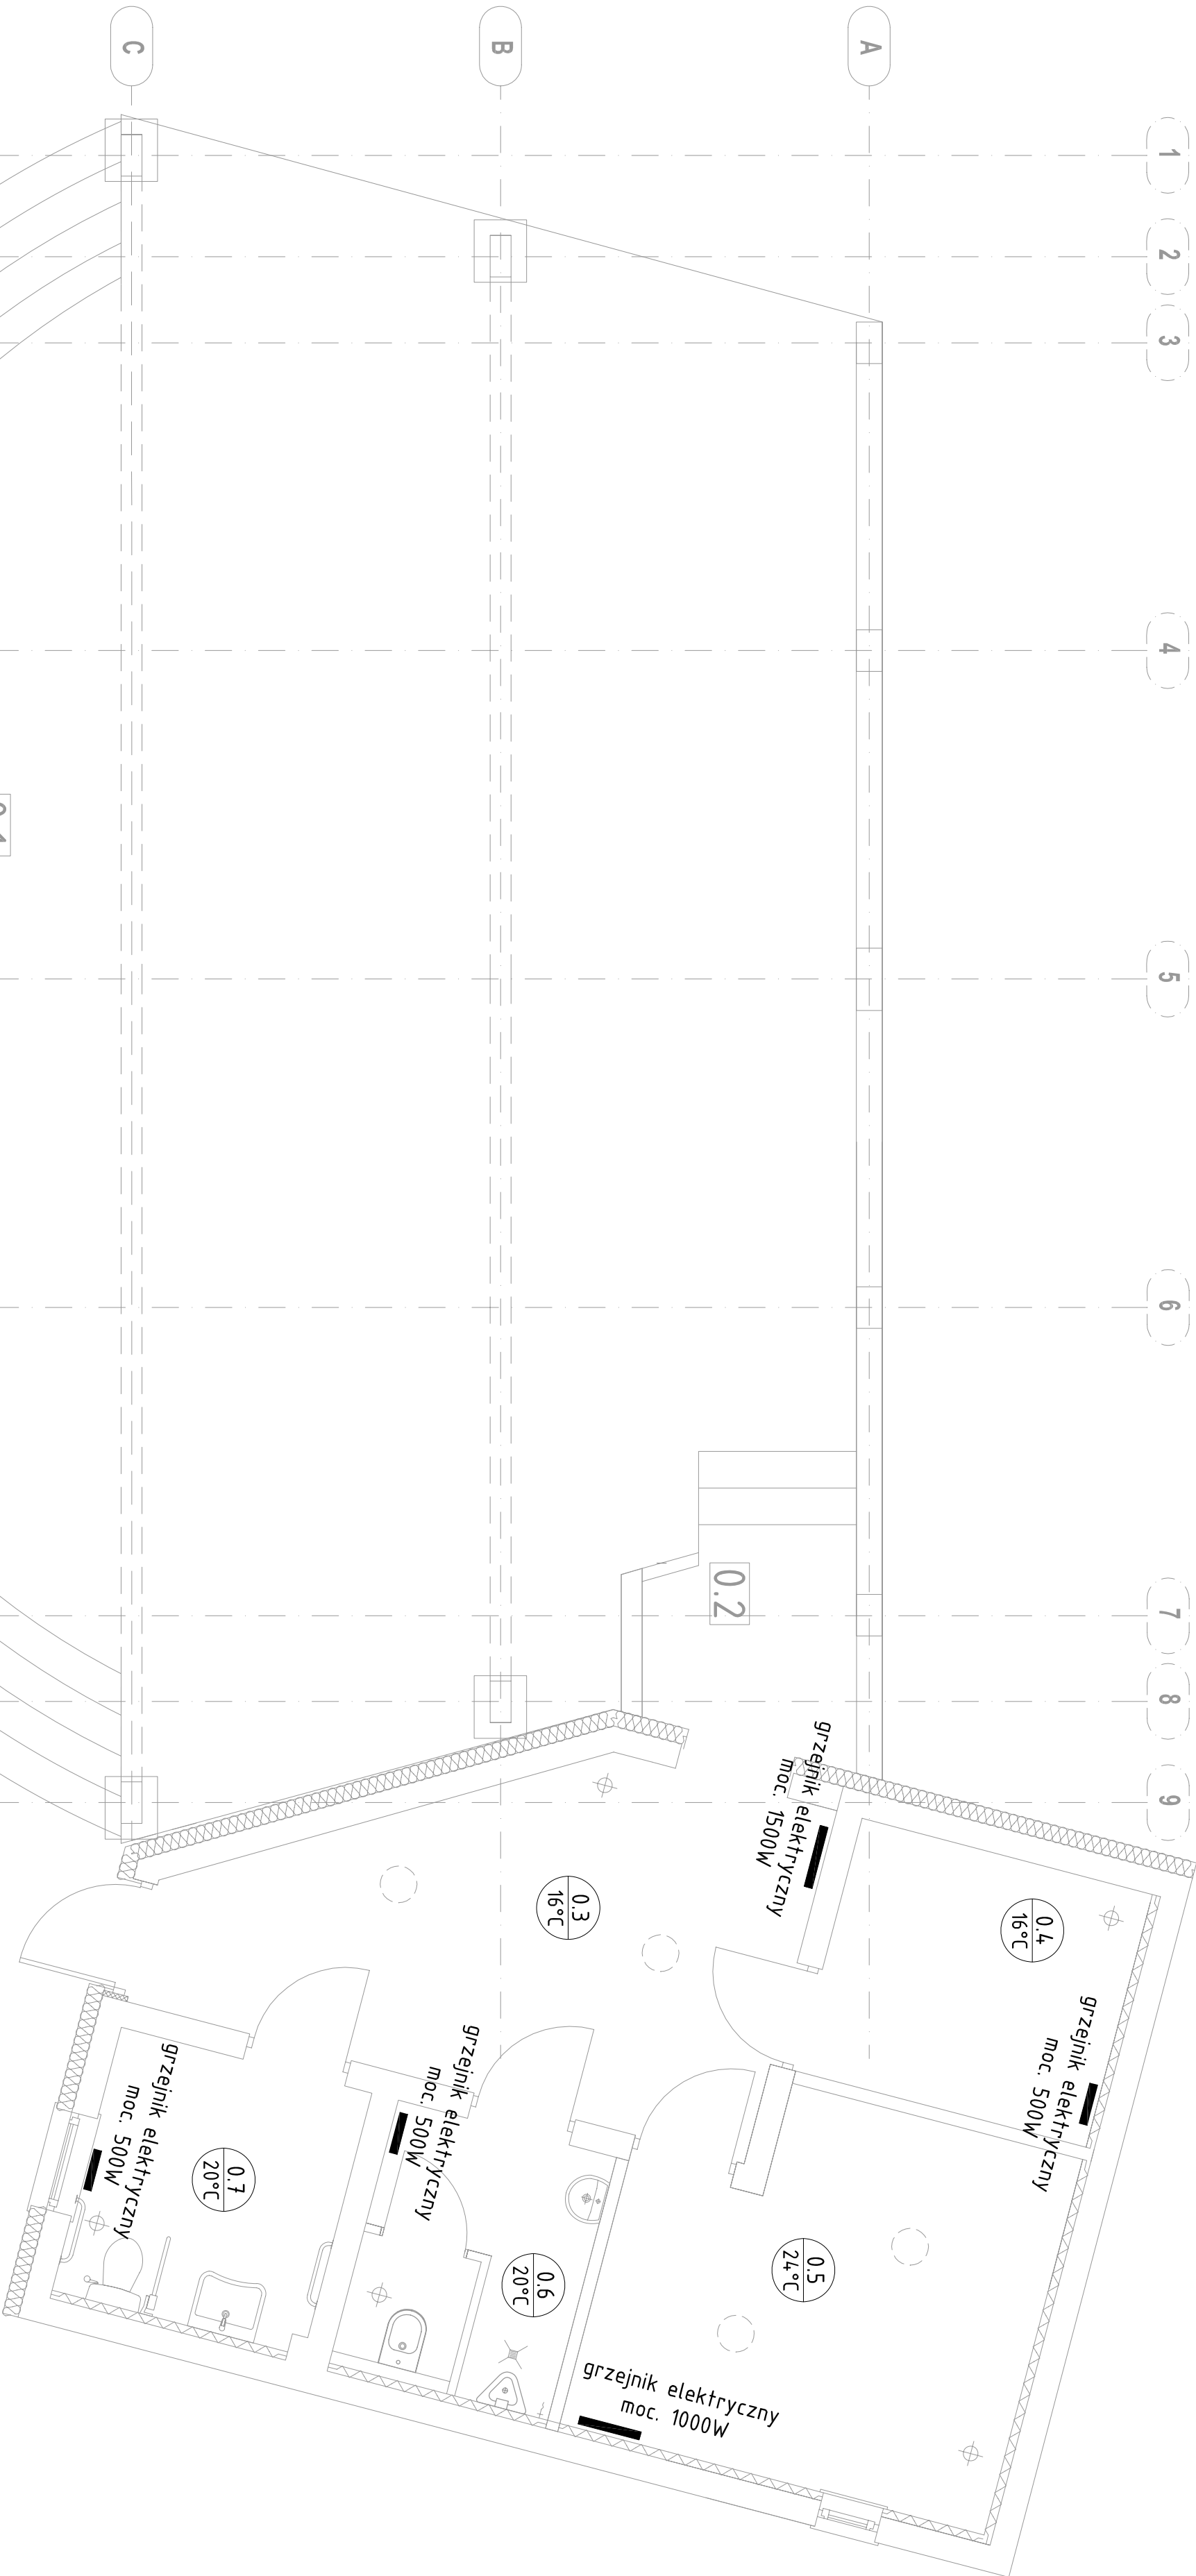 C
B
A
1
2
3
4
5
6
7
8
9
0.2
grzejnik elektryczny
moc. 1500W
0.3
16°C
0.4
16°C
grzejnik elektryczny
moc. 500W
grzejnik elektryczny
moc. 500W
grzejnik elektryczny
moc. 500W
0.7
20°C
0.6
20°C
0.5
24°C
grzejnik elektryczny
moc. 1000W